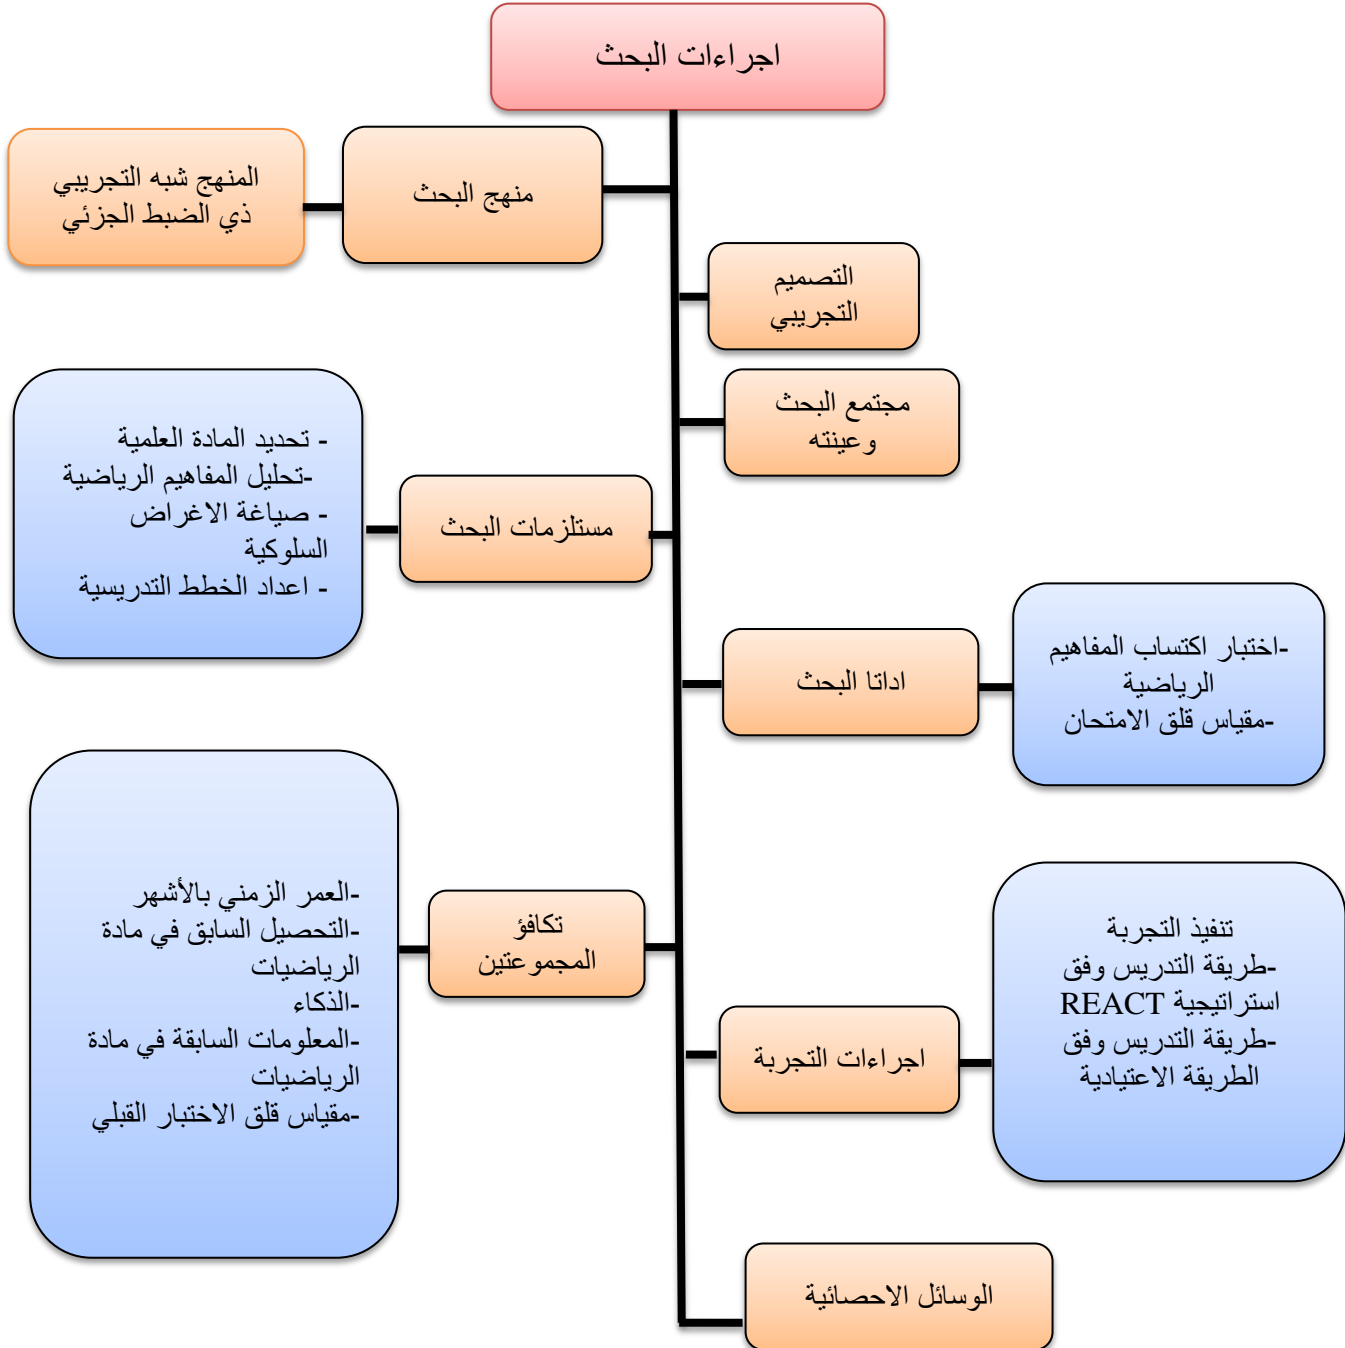 اجراءات البحث
منهج البحث
المنهج شبه التجريبي
ذي الضبط الجزئي
التصميم
التجريبي
مجتمع البحث
وعينته
مستلزمات البحث
- تحديد المادة العلمية
-تحليل المفاهيم الرياضية
- صياغة الاغراض
السلوكية
- اعداد الخطط التدريسية
اداتا البحث
-اختبار اكتساب المفاهيم
الرياضية
-مقياس قلق الامتحان
تكافؤ
المجموعتين
-العمر الزمني بالأشهر
-التحصيل السابق في مادة
الرياضيات
-الذكاء
-المعلومات السابقة في مادة
الرياضيات
-مقياس قلق الاختبار القبلي
اجراءات التجربة
تنفيذ التجربة
-طريقة التدريس وفق
استراتيجية REACT
-طريقة التدريس وفق
الطريقة الاعتيادية
الوسائل الاحصائية